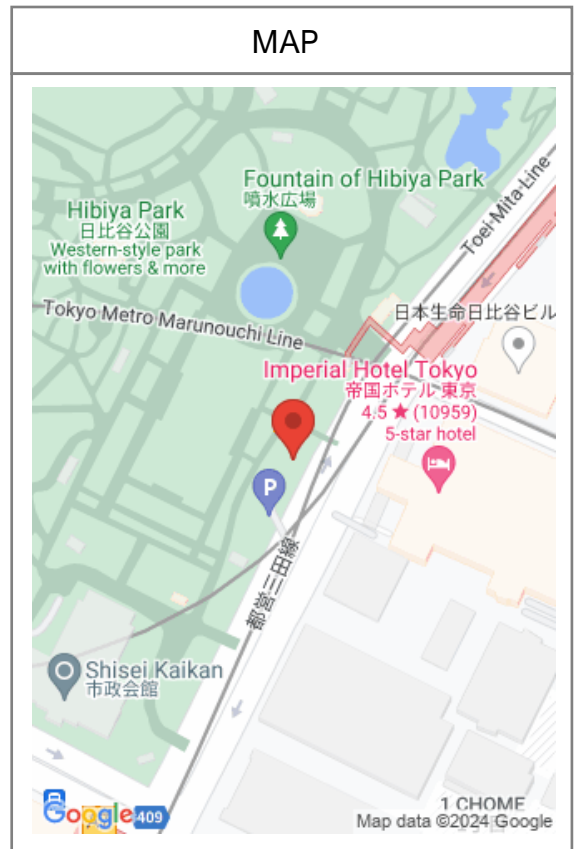 MAP
Fountain of Hibiya Park
噴水広場
Hibiya Park
日比谷公園
Western-style park
with flowers & more
Toei-Mita-Line
Tokyo Metro Marunouchi Line
日本生命日比谷ビル
Imperial Hotel Tokyo
帝国ホテル 東京
4.5 ★ (10959)
5-star hotel
P
都営三田線
Shisei Kaikan
市政会館
1 CHOME
Google
409
Map data ©2024 Google